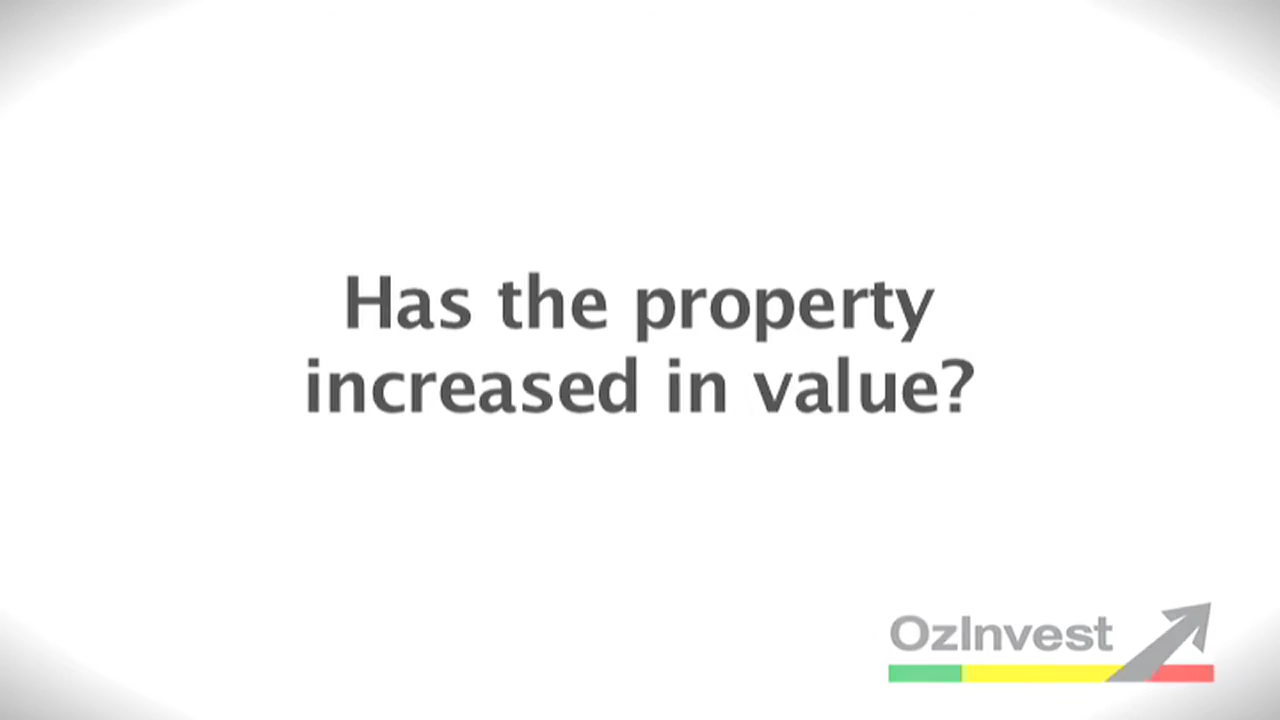 Has the property
increased in value?
OzInvest